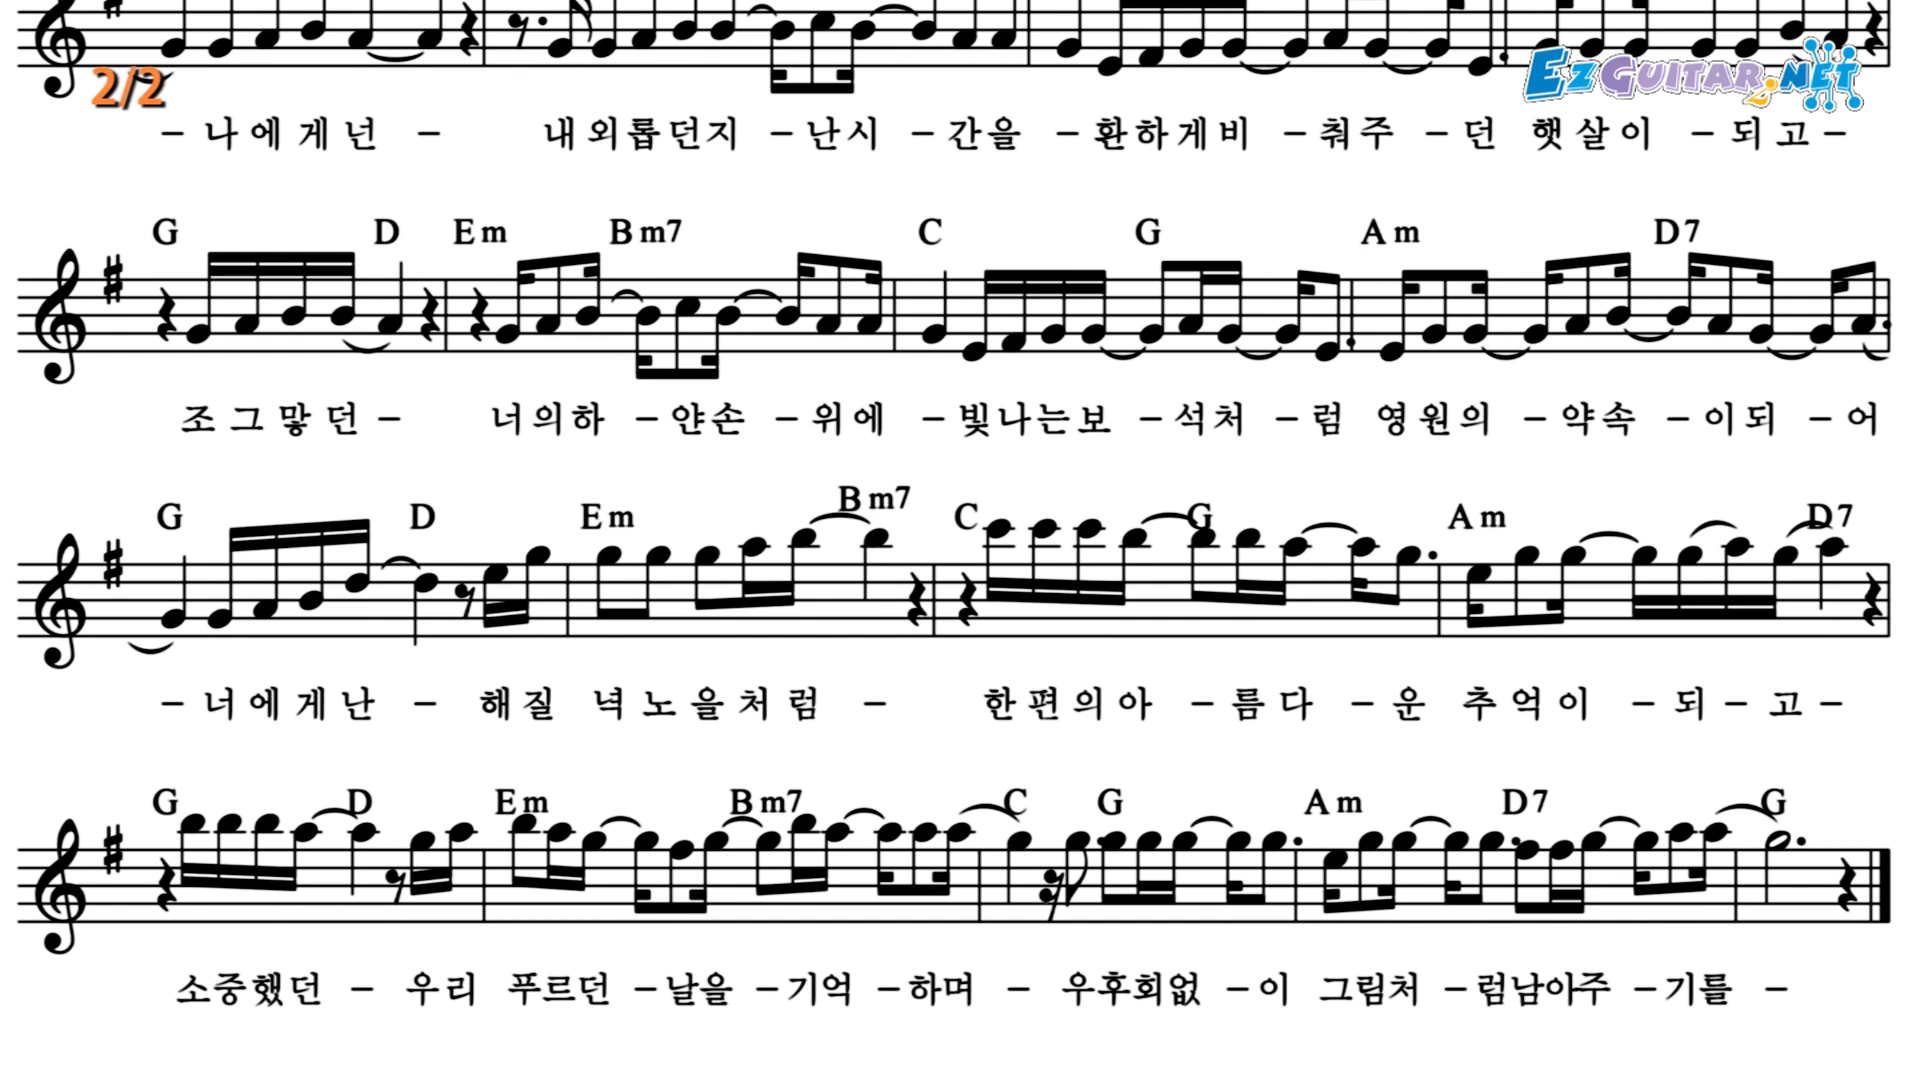 2/2
EZGUITAR.NET
– 나에게 넌 – 내외롭던지 – 난시 – 간을 – 환하게비 – 춰주 – 던 햇살이 – 되고 –
G D Em Bm7 C G Am D7
조그맣던 – 너의하 – 얀손 – 위에 – 빛나는보 – 석처 – 럼 영원의 – 약속 – 이되 – 어
G D Em Bm7 C G Am D7
– 너에게난 – 해질 녘노을처럼 – 한편의아 – 름다 – 운 추억이 – 되 – 고 –
G D Em Bm7 C G Am D7 G
소중했던 – 우리 푸르던 – 날을 – 기억 – 하며 – 우후회없 – 이 그림처 – 럼남아주 – 기를 –